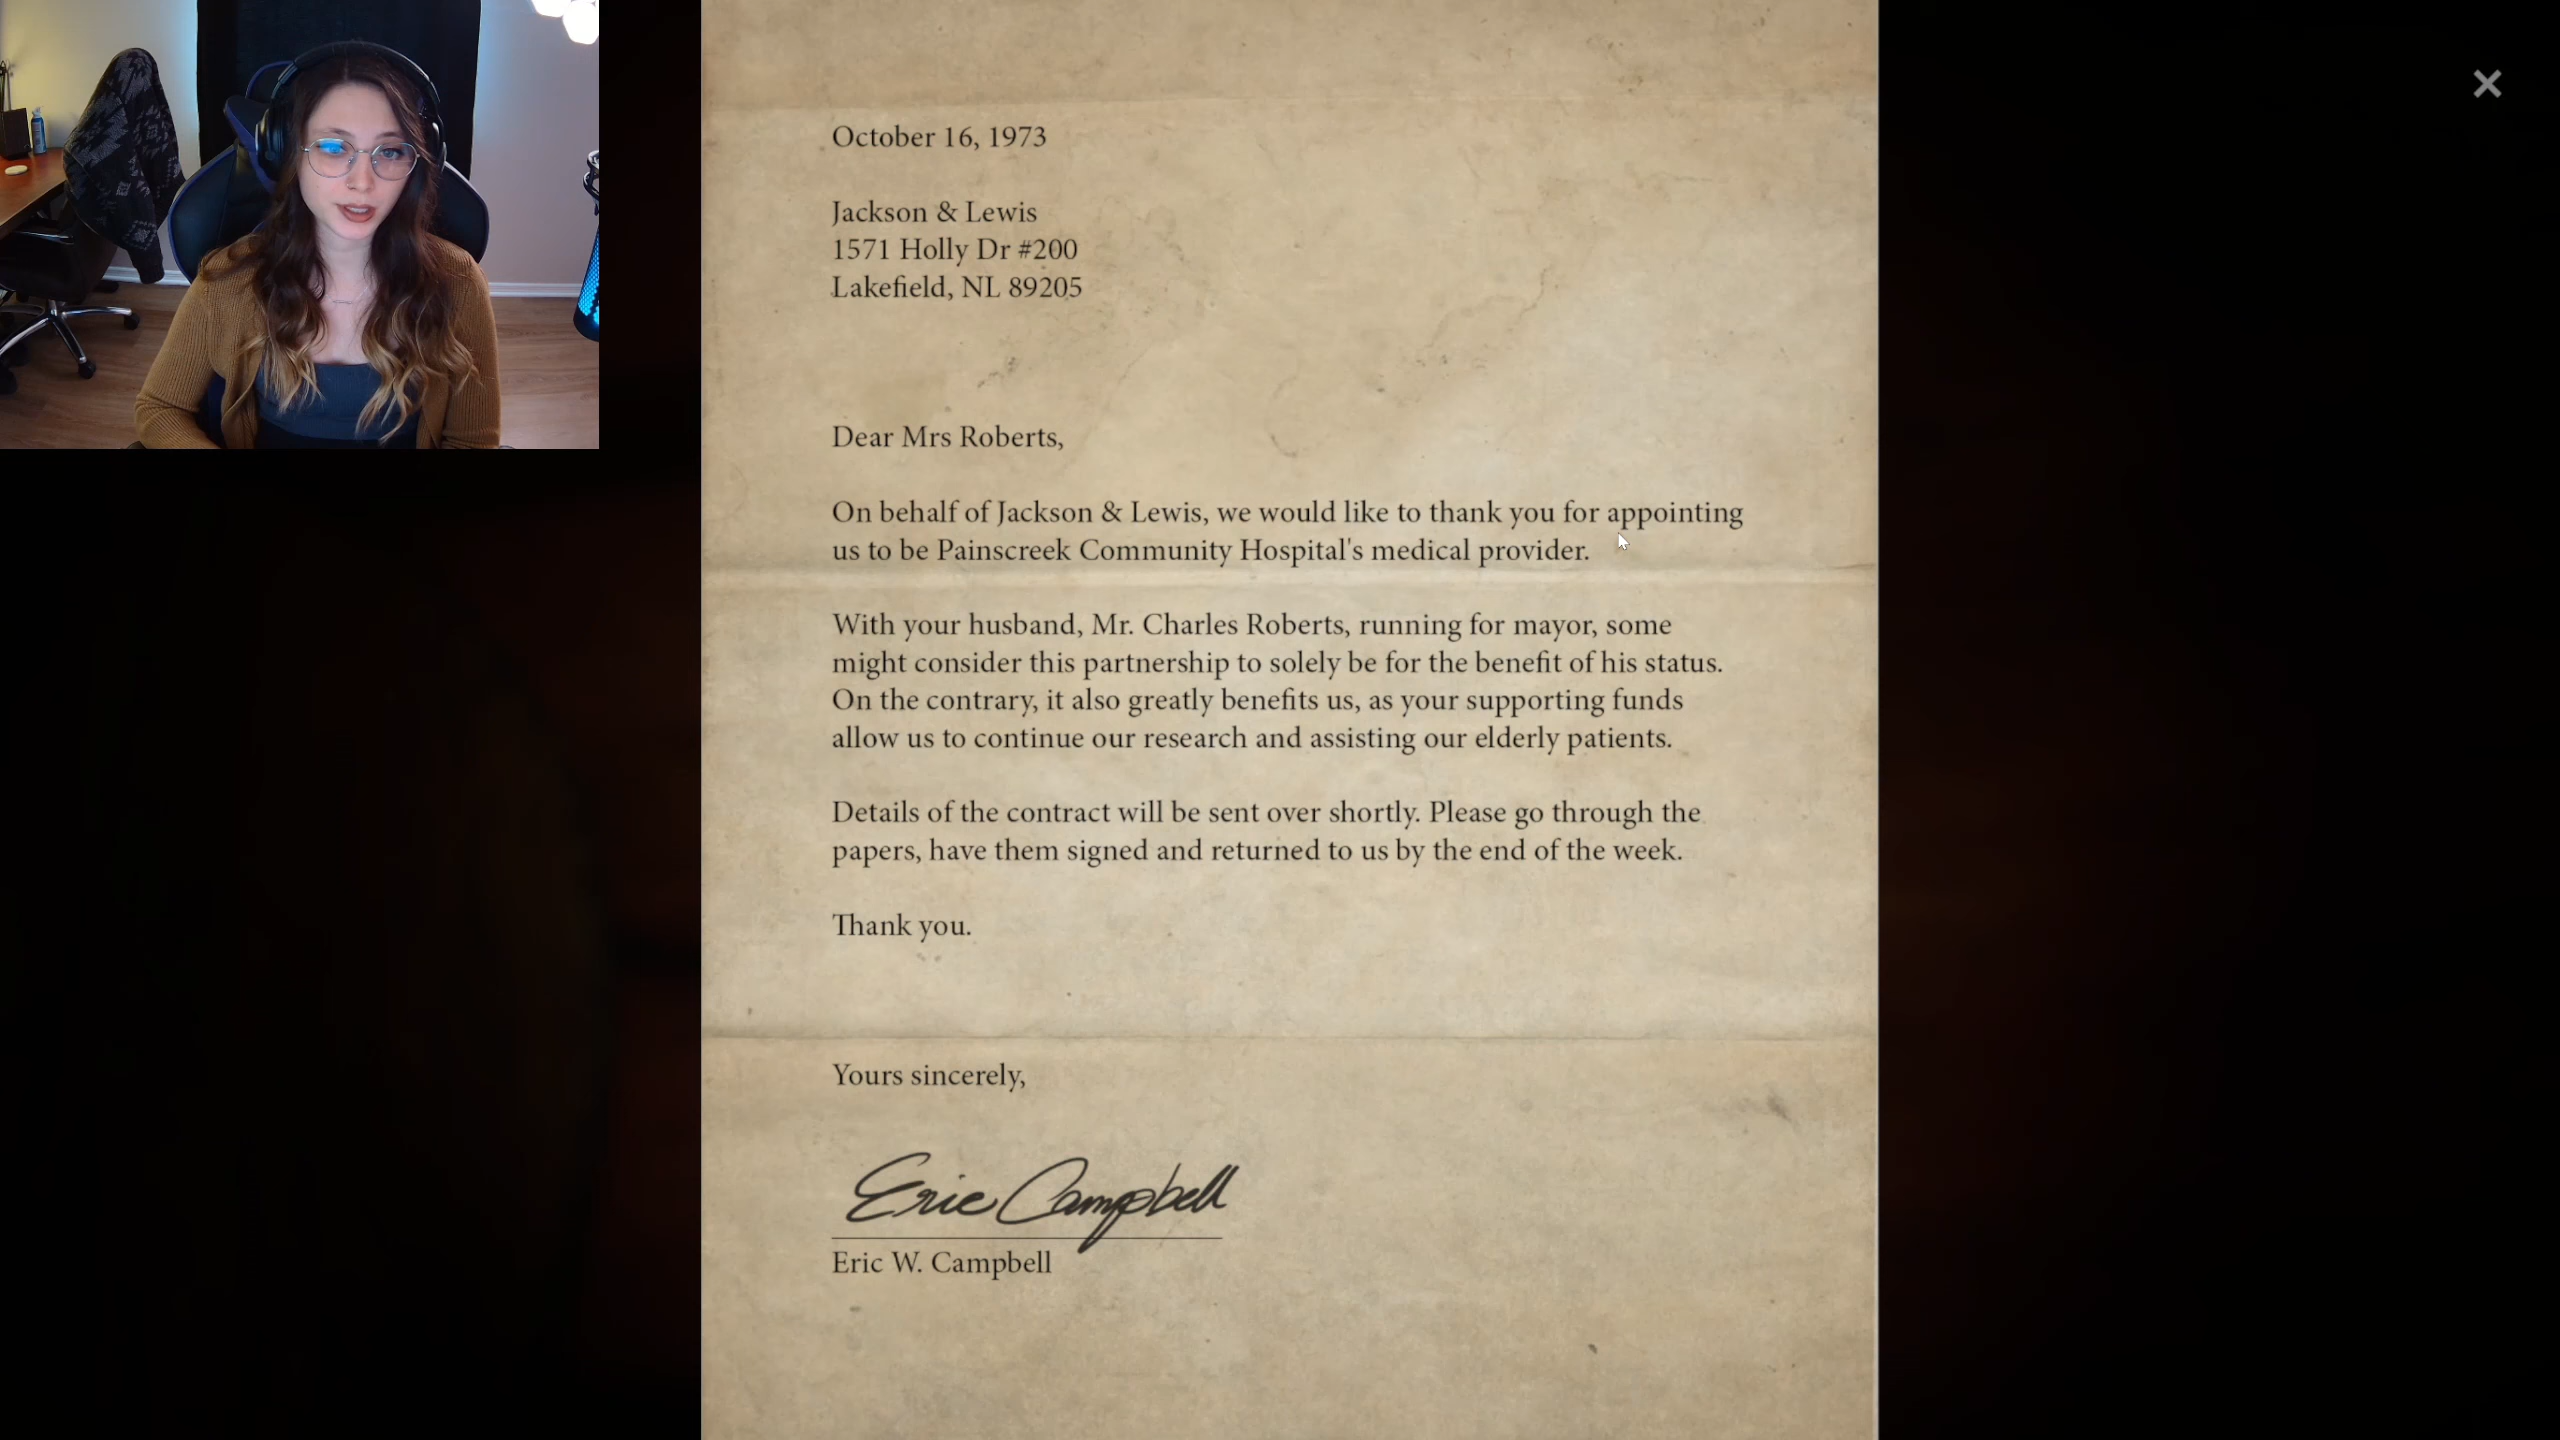 October 16, 1973
Jackson & Lewis
1571 Holly Dr #200
Lakefield, NL 89205
Dear Mrs Roberts,
On behalf of Jackson & Lewis, we would like to thank you for appointing
us to be Painscreek Community Hospital's medical provider.
With your husband, Mr. Charles Roberts, running for mayor, some
might consider this partnership to solely be for the benefit of his status.
On the contrary, it also greatly benefits us, as your supporting funds
allow us to continue our research and assisting our elderly patients.
Details of the contract will be sent over shortly. Please go through the
papers, have them signed and returned to us by the end of the week.
Thank you.
Yours sincerely,
Eric Campbell
Eric W. Campbell